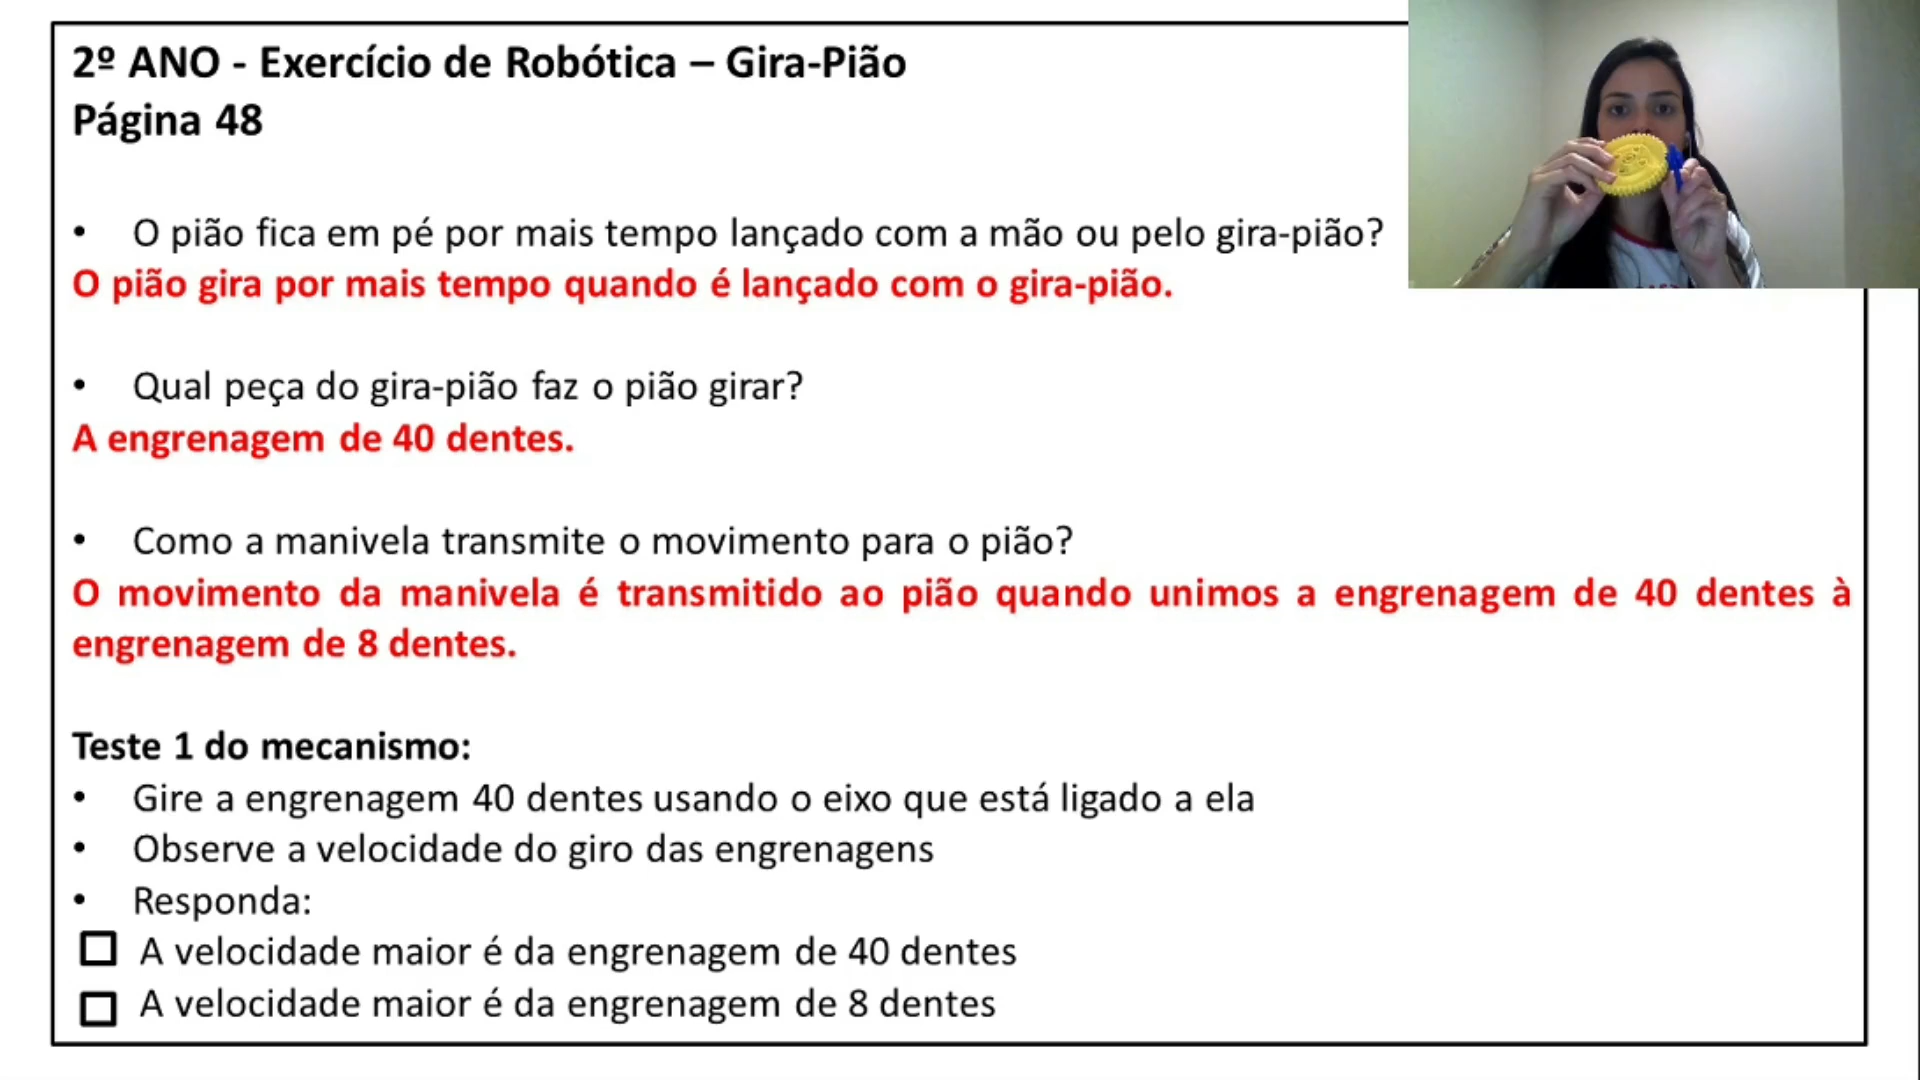 2º ANO - Exercício de Robótica – Gira-Pião
Página 48
• O pião fica em pé por mais tempo lançado com a mão ou pelo gira-pião?
O pião gira por mais tempo quando é lançado com o gira-pião.
• Qual peça do gira-pião faz o pião girar?
A engrenagem de 40 dentes.
• Como a manivela transmite o movimento para o pião?
O movimento da manivela é transmitido ao pião quando unimos a engrenagem de 40 dentes à
engrenagem de 8 dentes.
Teste 1 do mecanismo:
• Gire a engrenagem 40 dentes usando o eixo que está ligado a ela
• Observe a velocidade do giro das engrenagens
• Responda:
☐ A velocidade maior é da engrenagem de 40 dentes
☐ A velocidade maior é da engrenagem de 8 dentes